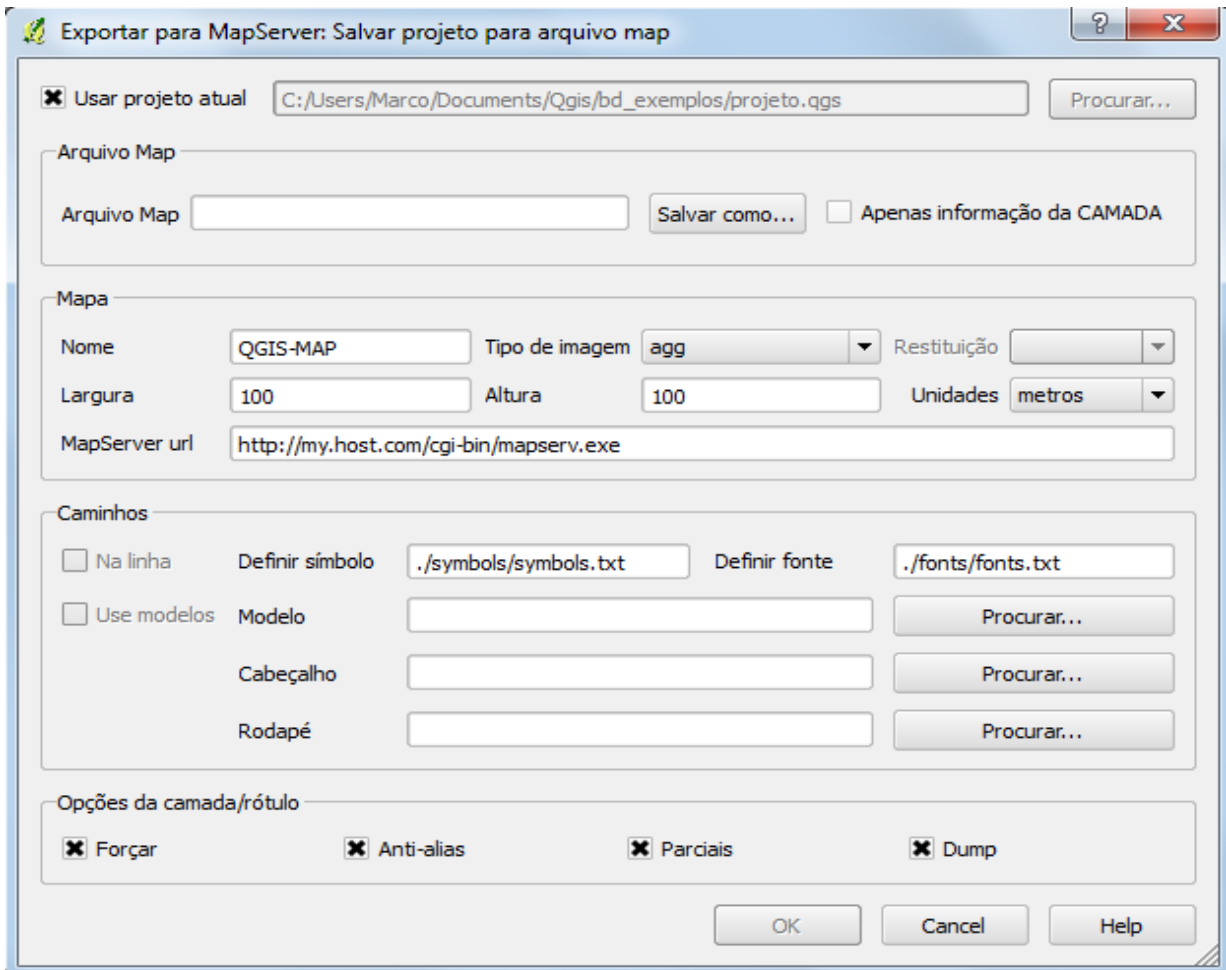 Exportar para MapServer: Salvar projeto para arquivo map
?
Usar projeto atual C:/Users/Marco/Documents/Qgis/bd_exemplos/projeto.qgs Procurar...
Arquivo Map
Arquivo Map Salvar como... Apenas informação da CAMADA
Mapa
Nome QGIS-MAP Tipo de imagem agg Restituição
Largura 100 Altura 100 Unidades metros
MapServer url http://my.host.com/cgi-bin/mapserv.exe
Caminhos
Na linha Definir símbolo ./symbols/symbols.txt Definir fonte ./fonts/fonts.txt
Use modelos Modelo Procurar...
Cabeçalho Procurar...
Rodapé Procurar...
Opções da camada/rótulo
Forçar Anti-alias Parciais Dump
OK Cancel Help